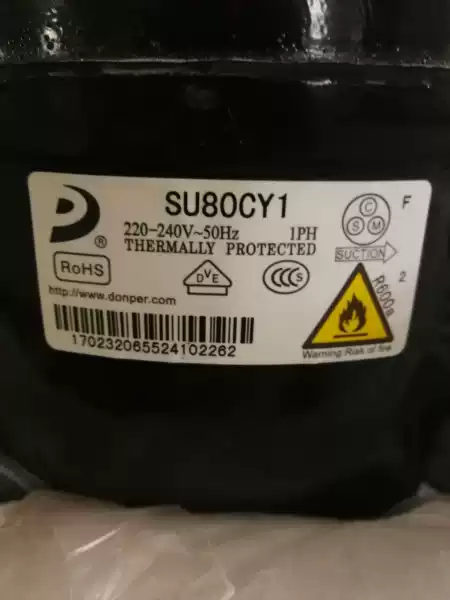 SU80CY1
220-240V~50Hz 1PH
THERMALLY PROTECTED
®
RoHS
DVE
CCC S
http://www.donper.com
170232065524102262
C
S M
F
SUCTION
2
R600a
Warning:Risk of fire